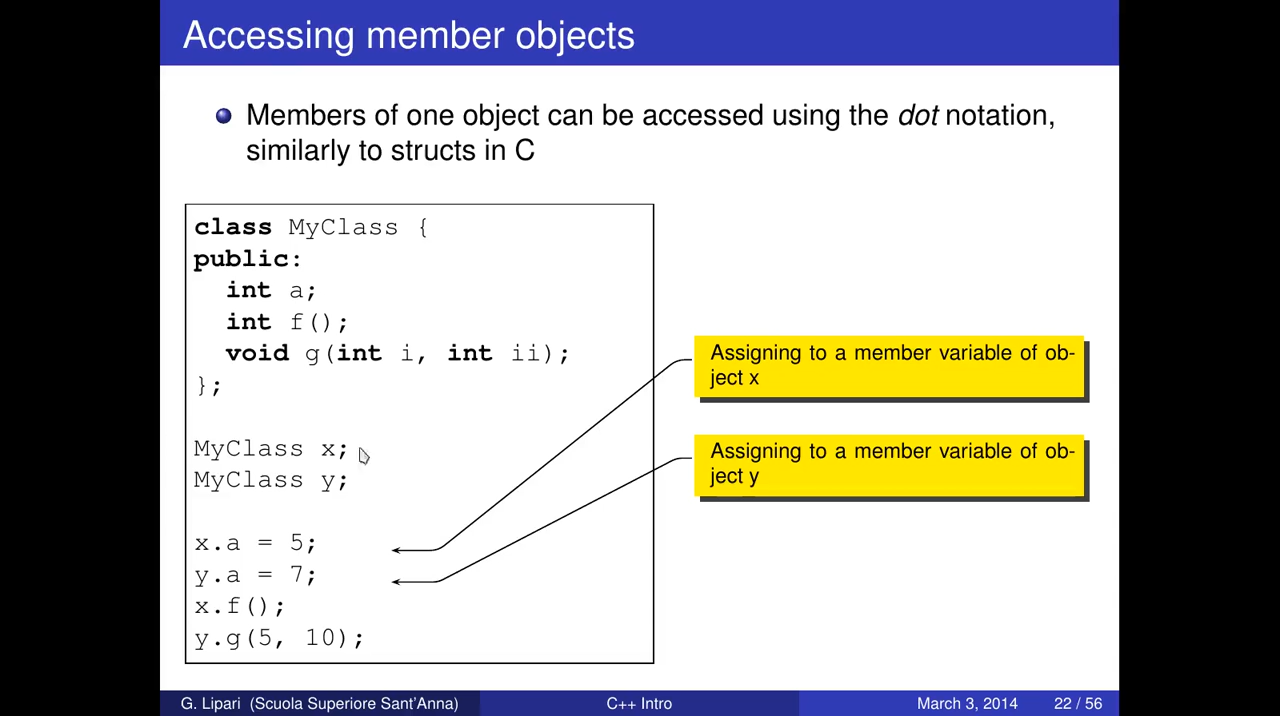 Accessing member objects
Members of one object can be accessed using the dot notation,
similarly to structs in C
class MyClass {
public:
  int a;
  int f();
  void g(int i, int ii);
};
MyClass x;
MyClass y;
x.a = 5;
y.a = 7;
x.f();
y.g(5, 10);
Assigning to a member variable of ob-
ject x
Assigning to a member variable of ob-
ject y
G. Lipari (Scuola Superiore Sant'Anna) C++ Intro March 3, 2014 22 / 56